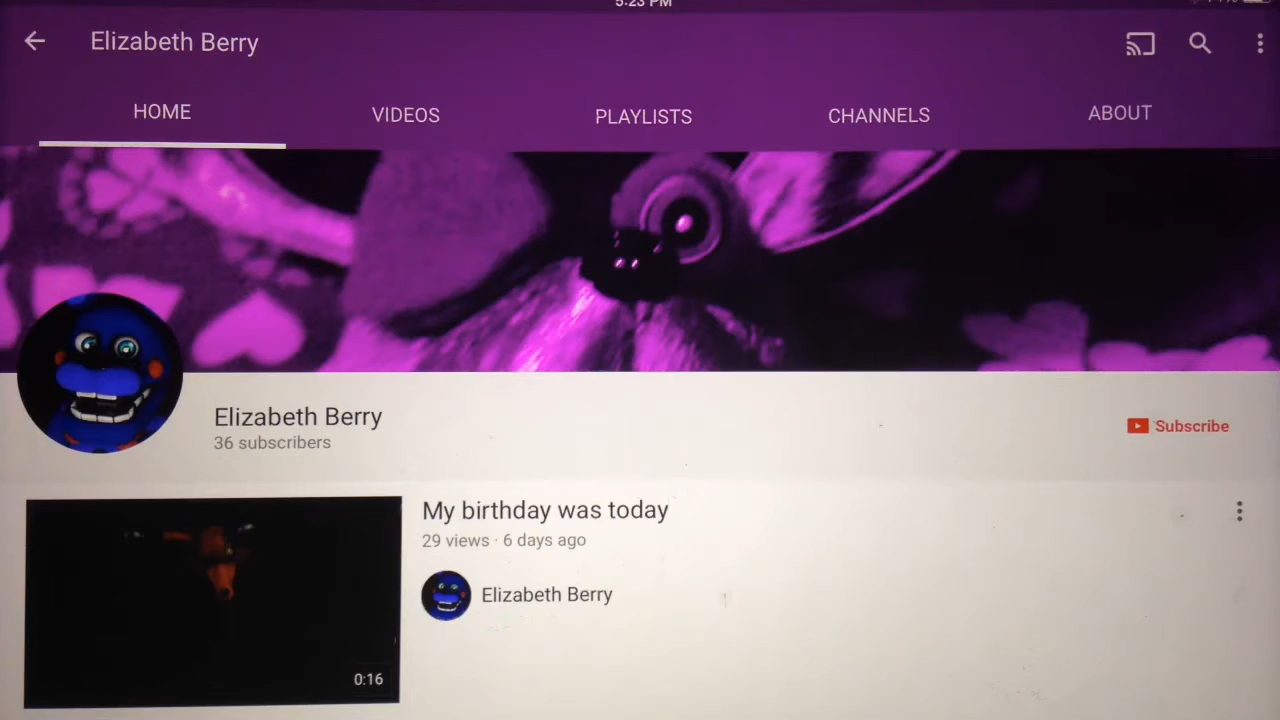 5:23 PM
Elizabeth Berry
HOME
VIDEOS
PLAYLISTS
CHANNELS
ABOUT
Elizabeth Berry
36 subscribers
Subscribe
My birthday was today
29 views · 6 days ago
Elizabeth Berry
0:16